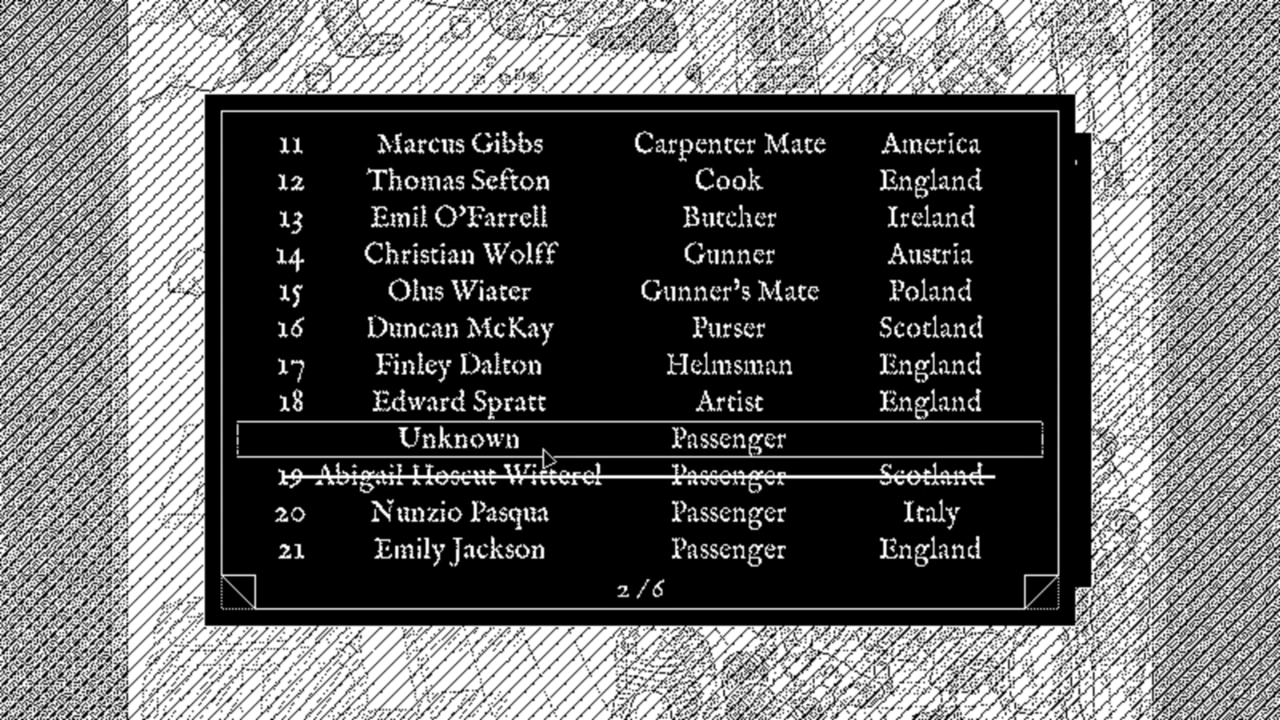 11 Marcus Gibbs Carpenter Mate America
12 Thomas Sefton Cook England
13 Emil O'Farrell Butcher Ireland
14 Christian Wolff Gunner Austria
15 Olus Wiater Gunner's Mate Poland
16 Duncan McKay Purser Scotland
17 Finley Dalton Helmsman England
18 Edward Spratt Artist England
Unknown Passenger
19 Abigail Hoscut Witterel Passenger Scotland
20 Nunzio Pasqua Passenger Italy
21 Emily Jackson Passenger England
2/6